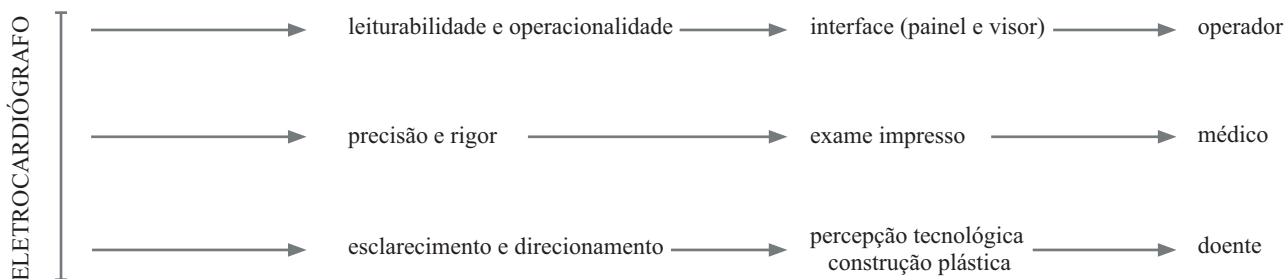 ELETROCARDIÓGRAFO
leiturabilidade e operacionalidade interface (painel e visor) operador
precisão e rigor exame impresso médico
esclarecimento e direcionamento percepção tecnológica
construção plástica doente